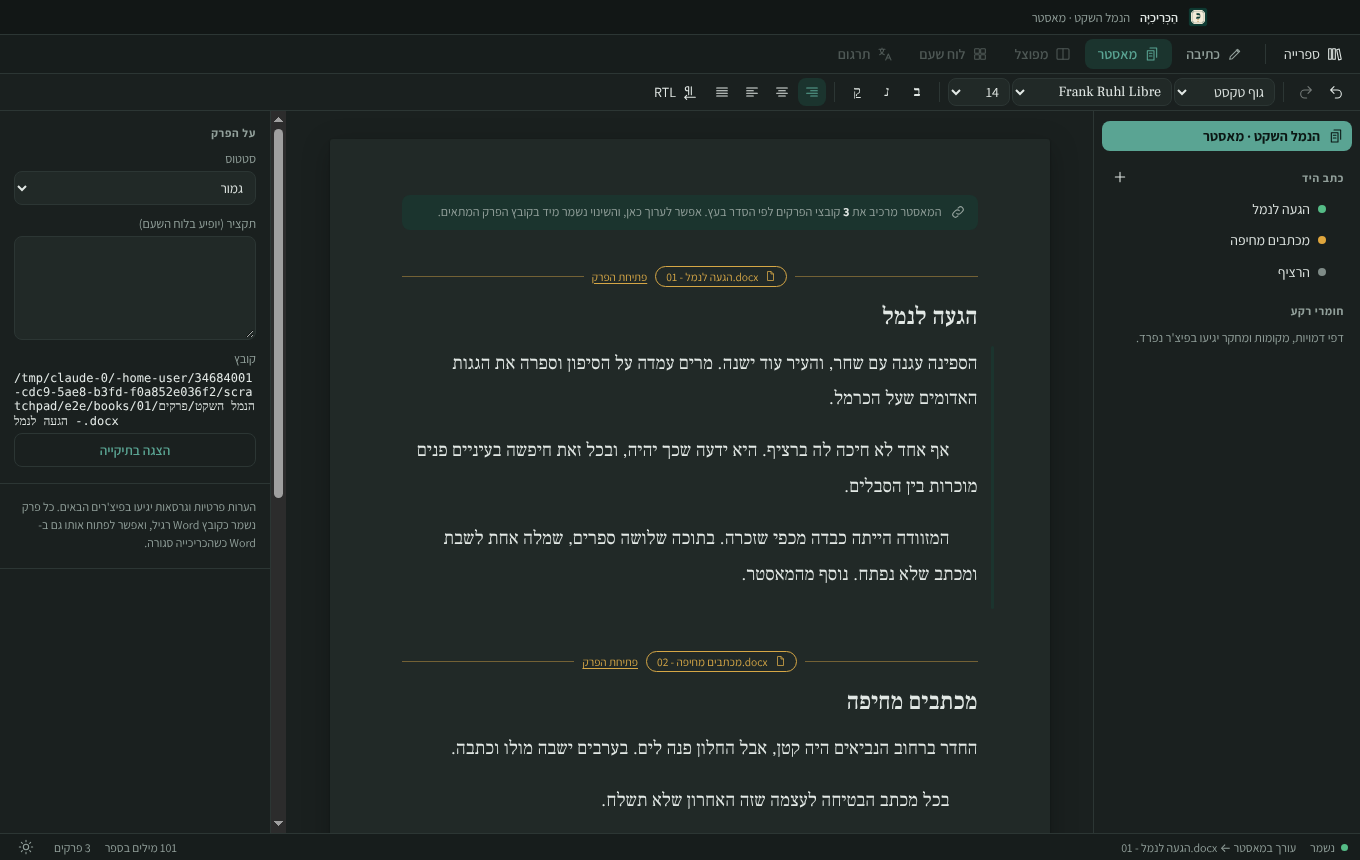 הַכְּרִיכִיָּה הנמל השקט · מאסטר
ספרייה כתיבה מאסטר מפוצל לוח שעם תרגום
גוף טקסט Frank Ruhl Libre 14 ב נ ק RTL
הנמל השקט · מאסטר
כתב היד
הגעה לנמל
מכתבים מחיפה
הרציף
חומרי רקע
דפי דמויות, מקומות ומחקר יגיעו בפיצ'ר נפרד.
המאסטר מרכיב את 3 קובצי הפרקים לפי הסדר בעץ. אפשר לערוך כאן, והשינוי נשמר מיד בקובץ הפרק המתאים.
01 - הגעה לנמל.docx פתיחת הפרק
הגעה לנמל
הספינה עגנה עם שחר, והעיר עוד ישנה. מרים עמדה על הסיפון וספרה את הגגות
האדומים שעל הכרמל.
אף אחד לא חיכה לה ברציף. היא ידעה שכך יהיה, ובכל זאת חיפשה בעיניים פנים
מוכרות בין הסבלים.
המזוודה הייתה כבדה מכפי שזכרה. בתוכה שלושה ספרים, שמלה אחת לשבת
ומכתב שלא נפתח. נוסף מהמאסטר.
02 - מכתבים מחיפה.docx פתיחת הפרק
מכתבים מחיפה
החדר ברחוב הנביאים היה קטן, אבל החלון פנה לים. בערבים ישבה מולו וכתבה.
בכל מכתב הבטיחה לעצמה שזה האחרון שלא תשלח.
על הפרק
סטטוס
גמור
תקציר (יופיע בלוח השעם)
קובץ
/tmp/claude-0/-home-user/34684001
-cdc9-5ae8-b3fd-f0a852e036f2/scra
tchpad/e2e/books/הנמל השקט/פרקים/01
- הגעה לנמל.docx
הצגה בתיקייה
הערות פרטיות וגרסאות יגיעו בפיצ'רים הבאים. כל פרק
נשמר כקובץ Word רגיל, ואפשר לפתוח אותו גם ב-
Word כשהכריכייה סגורה.
נשמר עורך במאסטר ← 01 - הגעה לנמל.docx 101 מילים בספר 3 פרקים